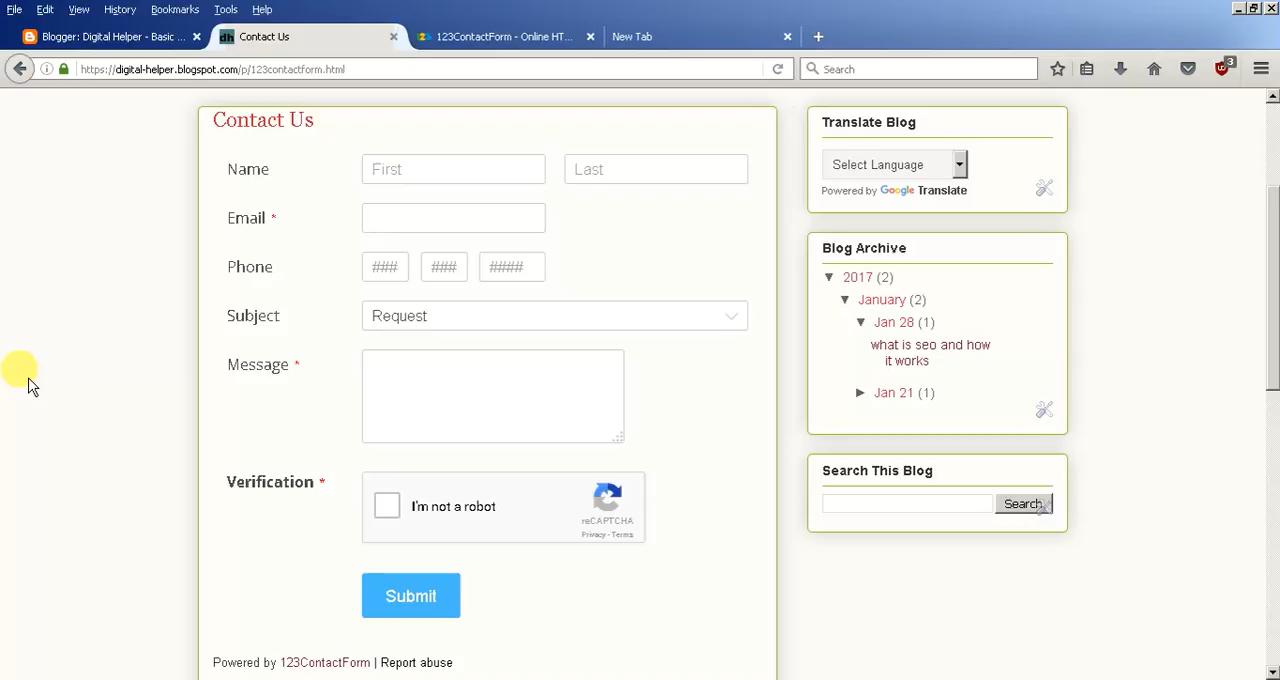 File Edit View History Bookmarks Tools Help
Blogger: Digital Helper - Basic ...
Contact Us
123ContactForm - Online HT...
New Tab
https://digital-helper.blogspot.com/p/123contactform.html
Search
3
Contact Us
Name First Last
Email *
Phone ### ### ####
Subject Request
Message *
Verification * I'm not a robot
reCAPTCHA
Privacy - Terms
Submit
Powered by 123ContactForm | Report abuse
Translate Blog
Select Language
Powered by Google Translate
Blog Archive
▼ 2017 (2)
▼ January (2)
▼ Jan 28 (1)
what is seo and how
it works
► Jan 21 (1)
Search This Blog
Search